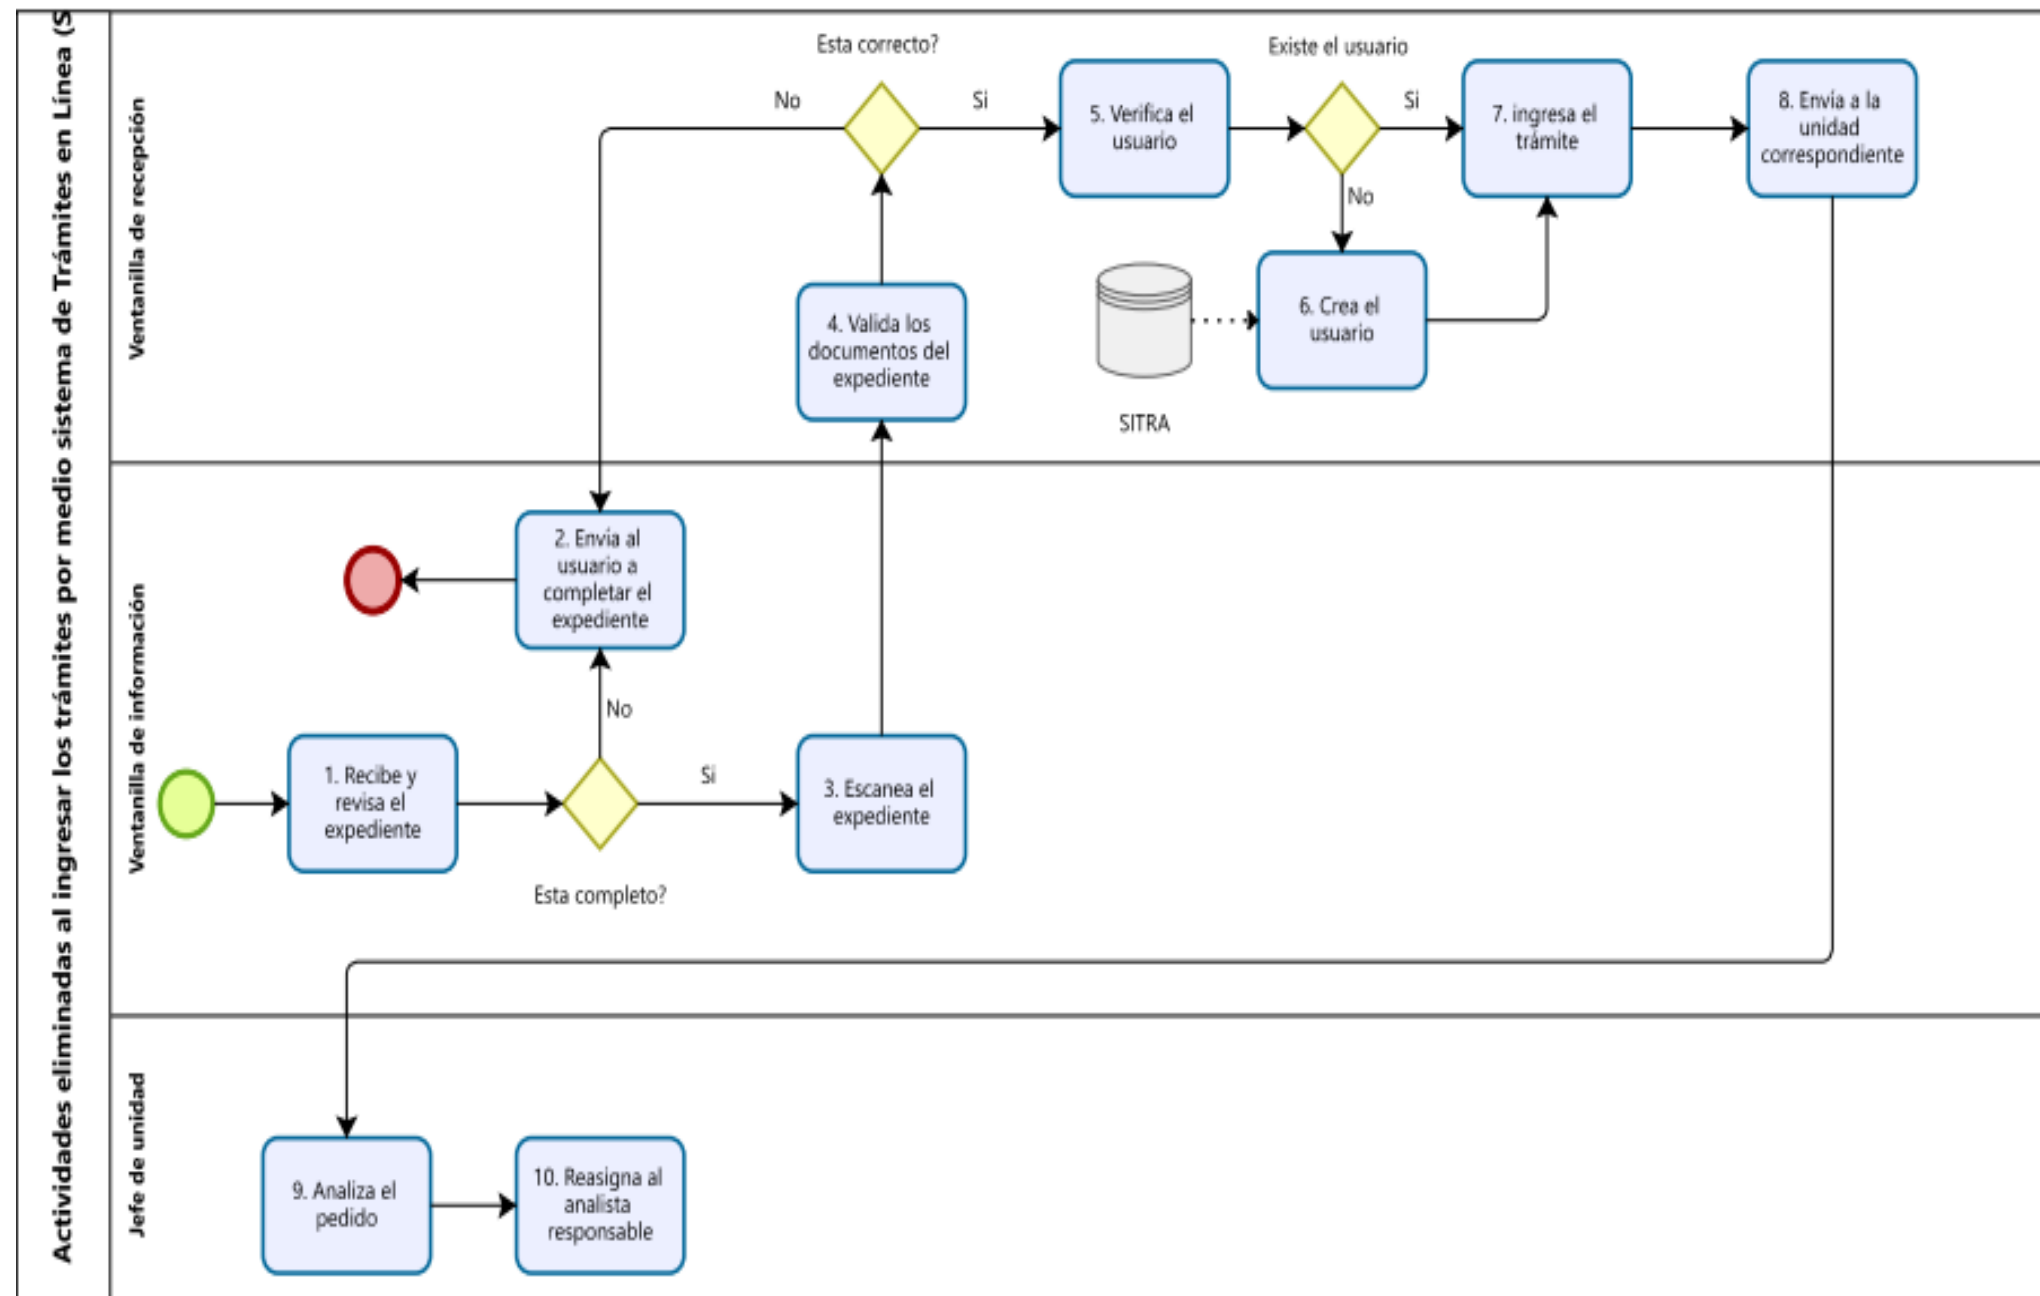 Actividades eliminadas al ingresar los trámites por medio sistema de Trámites en Línea (S
Ventanilla de recepción
Esta correcto?
No
Si
5. Verifica el
usuario
Existe el usuario
Si
No
7. ingresa el
trámite
8. Envía a la
unidad
correspondiente
4. Valida los
documentos del
expediente
SITRA
6. Crea el
usuario
Ventanilla de información
2. Envía al
usuario a
completar el
expediente
No
1. Recibe y
revisa el
expediente
Si
Esta completo?
3. Escanea el
expediente
Jefe de unidad
9. Analiza el
pedido
10. Reasigna al
analista
responsable